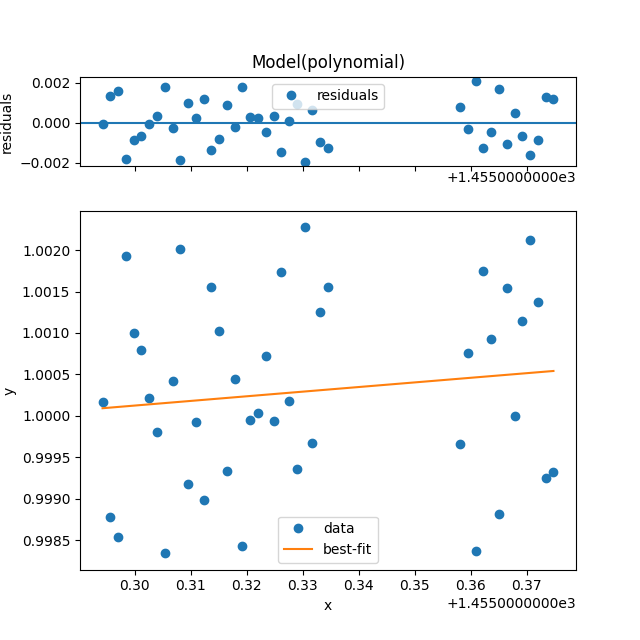 Model(polynomial)
residuals
0.002
0.000
−0.002
residuals
+1.4550000000e3
y
1.0020
1.0015
1.0010
1.0005
1.0000
0.9995
0.9990
0.9985
data
best-fit
0.30 0.31 0.32 0.33 0.34 0.35 0.36 0.37
x
+1.4550000000e3